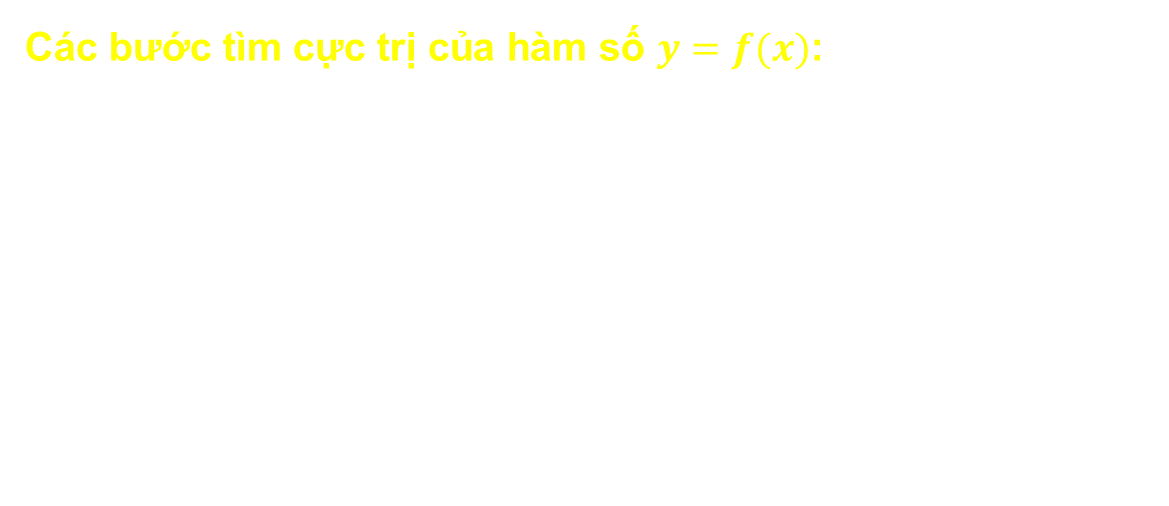 Các bước tìm cực trị của hàm số y = f(x):